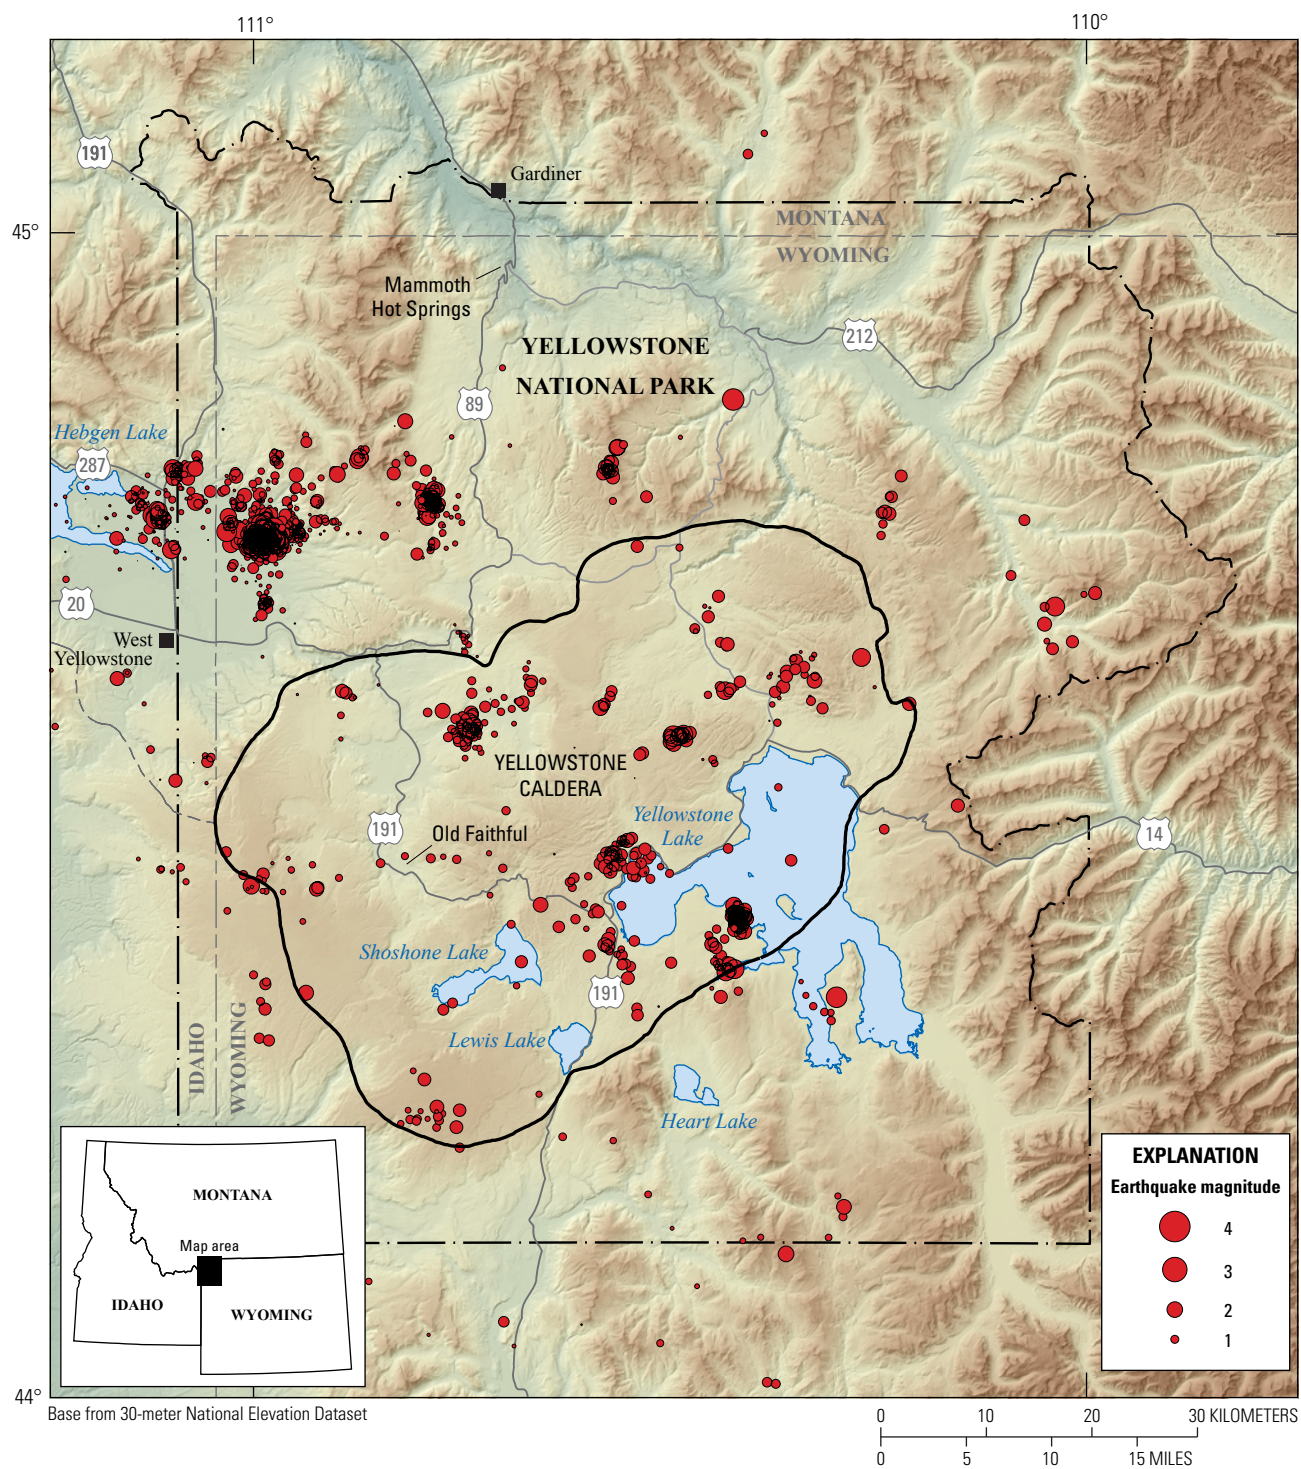 111°
110°
191
Gardiner
45°
MONTANA
WYOMING
Mammoth
Hot Springs
212
YELLOWSTONE
NATIONAL PARK
89
Hebgen Lake
287
20
West
Yellowstone
YELLOWSTONE
CALDERA
Yellowstone
Lake
191
Old Faithful
14
Shoshone Lake
191
Lewis Lake
IDAHO
WYOMING
Heart Lake
MONTANA
Map area
IDAHO
WYOMING
EXPLANATION
Earthquake magnitude
4
3
2
1
44°
Base from 30-meter National Elevation Dataset
0 10 20 30 KILOMETERS
0 5 10 15 MILES